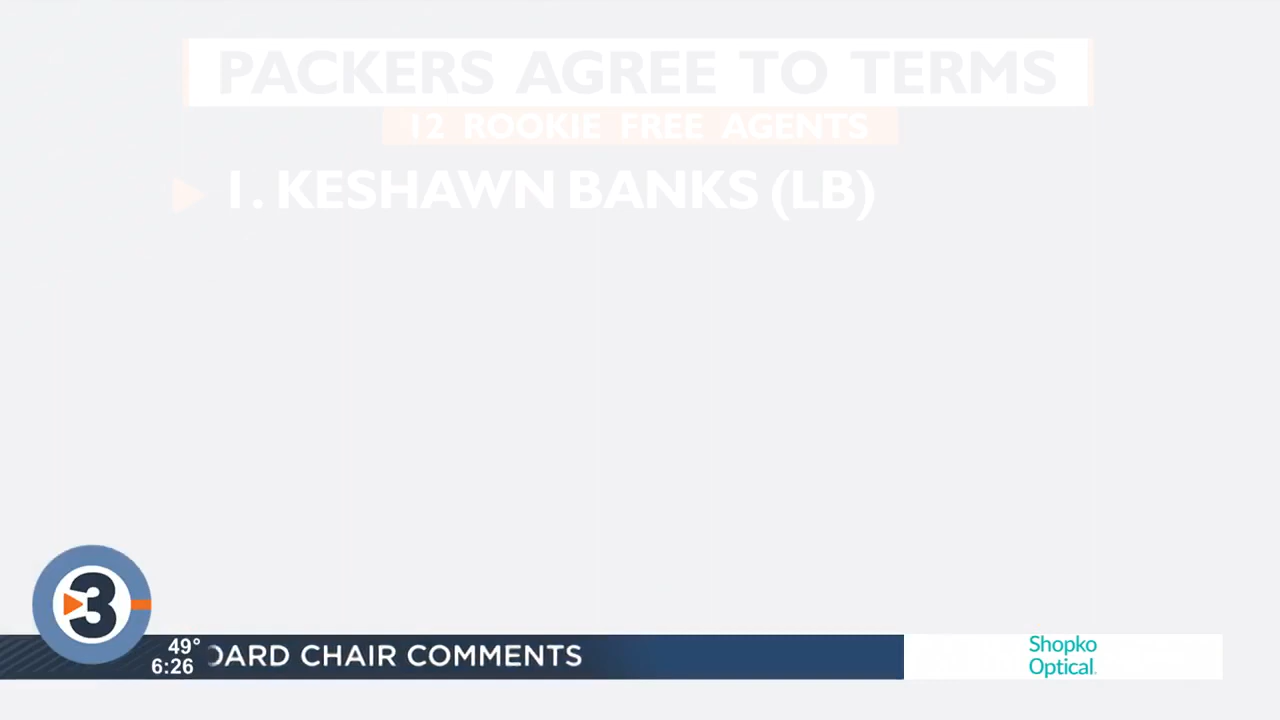 PACKERS AGREE TO TERMS
12 ROOKIE FREE AGENTS
1. KESHAWN BANKS (LB)
3
49°
6:26
CHAIR COMMENTS
Shopko
Optical